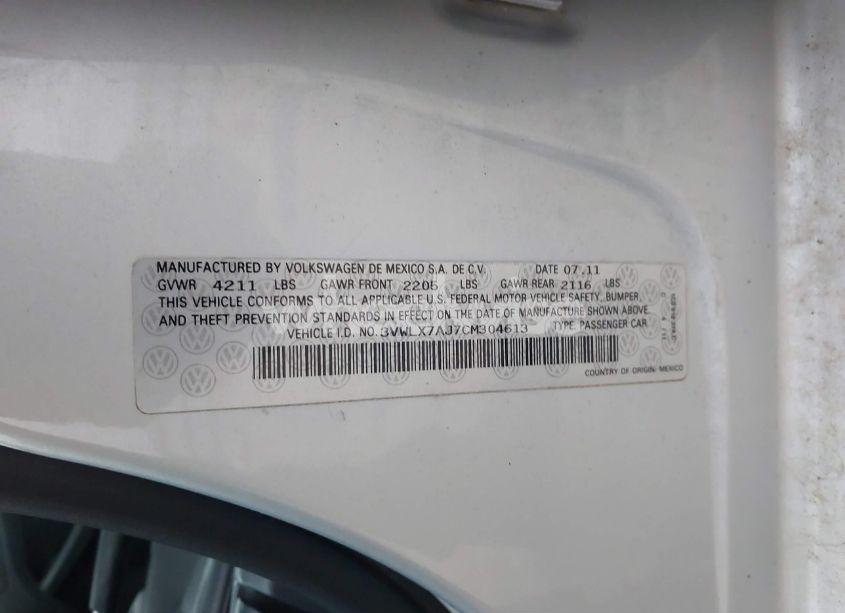 MANUFACTURED BY VOLKSWAGEN DE MEXICO S.A. DE C.V. DATE 07.11
GVWR 4211 LBS GAWR FRONT 2205 LBS GAWR REAR 2116 LBS
THIS VEHICLE CONFORMS TO ALL APPLICABLE U.S. FEDERAL MOTOR VEHICLE SAFETY, BUMPER,
AND THEFT PREVENTION STANDARDS IN EFFECT ON THE DATE OF MANUFACTURE SHOWN ABOVE.
VEHICLE I.D. NO. 3VWLX7AJ7CM304613 TYPE: PASSENGER CAR
COUNTRY OF ORIGIN: MEXICO